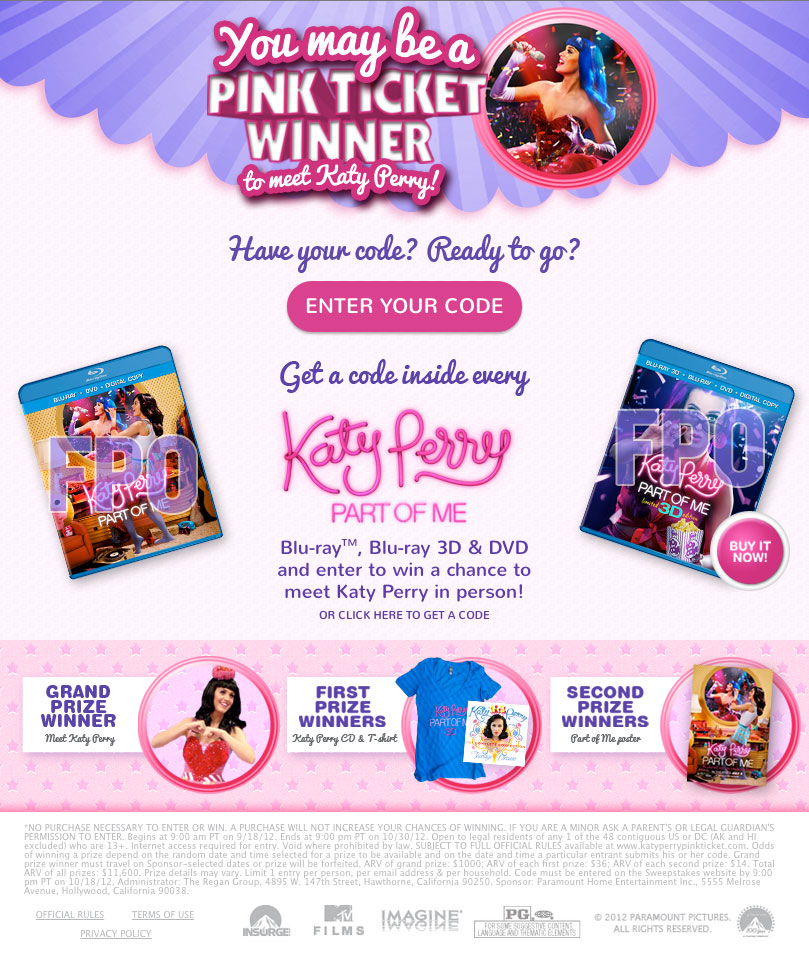 You may be a
PINK TICKET
WINNER
to meet Katy Perry!
Have your code? Ready to go?
ENTER YOUR CODE
Get a code inside every
Katy Perry
PART OF ME
Blu-ray™, Blu-ray 3D & DVD
and enter to win a chance to
meet Katy Perry in person!
OR CLICK HERE TO GET A CODE
BLU-RAY • DVD • DIGITAL COPY
FPO
Katy Perry
PART OF ME
BLU-RAY 3D • BLU-RAY • DVD • DIGITAL COPY
FPO
Katy Perry
PART OF ME
limited 3D edition
BUY IT
NOW!
GRAND
PRIZE
WINNER
Meet Katy Perry
FIRST
PRIZE
WINNERS
Katy Perry CD & T-shirt
Katy Perry
PART OF ME
Katy Perry
SECOND
PRIZE
WINNERS
Part of Me poster
Katy Perry
PART OF ME
*NO PURCHASE NECESSARY TO ENTER OR WIN. A PURCHASE WILL NOT INCREASE YOUR CHANCES OF WINNING. IF YOU ARE A MINOR ASK A PARENT'S OR LEGAL GUARDIAN'S
PERMISSION TO ENTER. Begins at 9:00 am PT on 9/18/12. Ends at 9:00 pm PT on 10/30/12. Open to legal residents of any 1 of the 48 contiguous US or DC (AK and HI
excluded) who are 13+. Internet access required for entry. Void where prohibited by law. SUBJECT TO FULL OFFICIAL RULES available at www.katyperrypinkticket.com. Odds
of winning a prize depend on the random date and time selected for a prize to be available and on the date and time a particular entrant submits his or her code. Grand
prize winner must travel on Sponsor-selected dates or prize will be forfeited. ARV of grand prize: $1000; ARV of each first prize: $36; ARV of each second prize: $14. Total
ARV of all prizes: $11,600. Prize details may vary. Limit 1 entry per person, per email address & per household. Code must be entered on the Sweepstakes website by 9:00
pm PT on 10/18/12. Administrator: The Regan Group, 4895 W. 147th Street, Hawthorne, California 90250. Sponsor: Paramount Home Entertainment Inc., 5555 Melrose
Avenue, Hollywood, California 90038.
OFFICIAL RULES
TERMS OF USE
PRIVACY POLICY
INSURGE
MTV
FILMS
IMAGINE
PG
FOR SOME SUGGESTIVE CONTENT,
LANGUAGE AND THEMATIC ELEMENTS
© 2012 PARAMOUNT PICTURES.
ALL RIGHTS RESERVED.